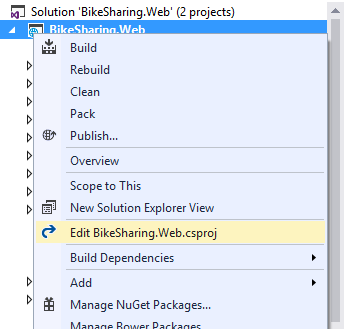 Solution 'BikeSharing.Web' (2 projects)
BikeSharing.Web
Build
Rebuild
Clean
Pack
Publish...
Overview
Scope to This
New Solution Explorer View
Edit BikeSharing.Web.csproj
Build Dependencies
Add
Manage NuGet Packages...
Manage Bower Packages...